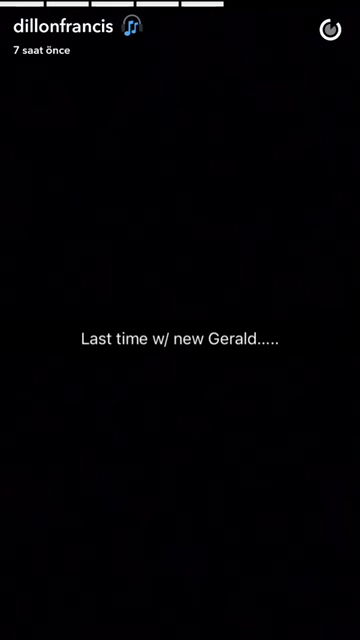 dillonfrancis
7 saat önce
Last time w/ new Gerald.....